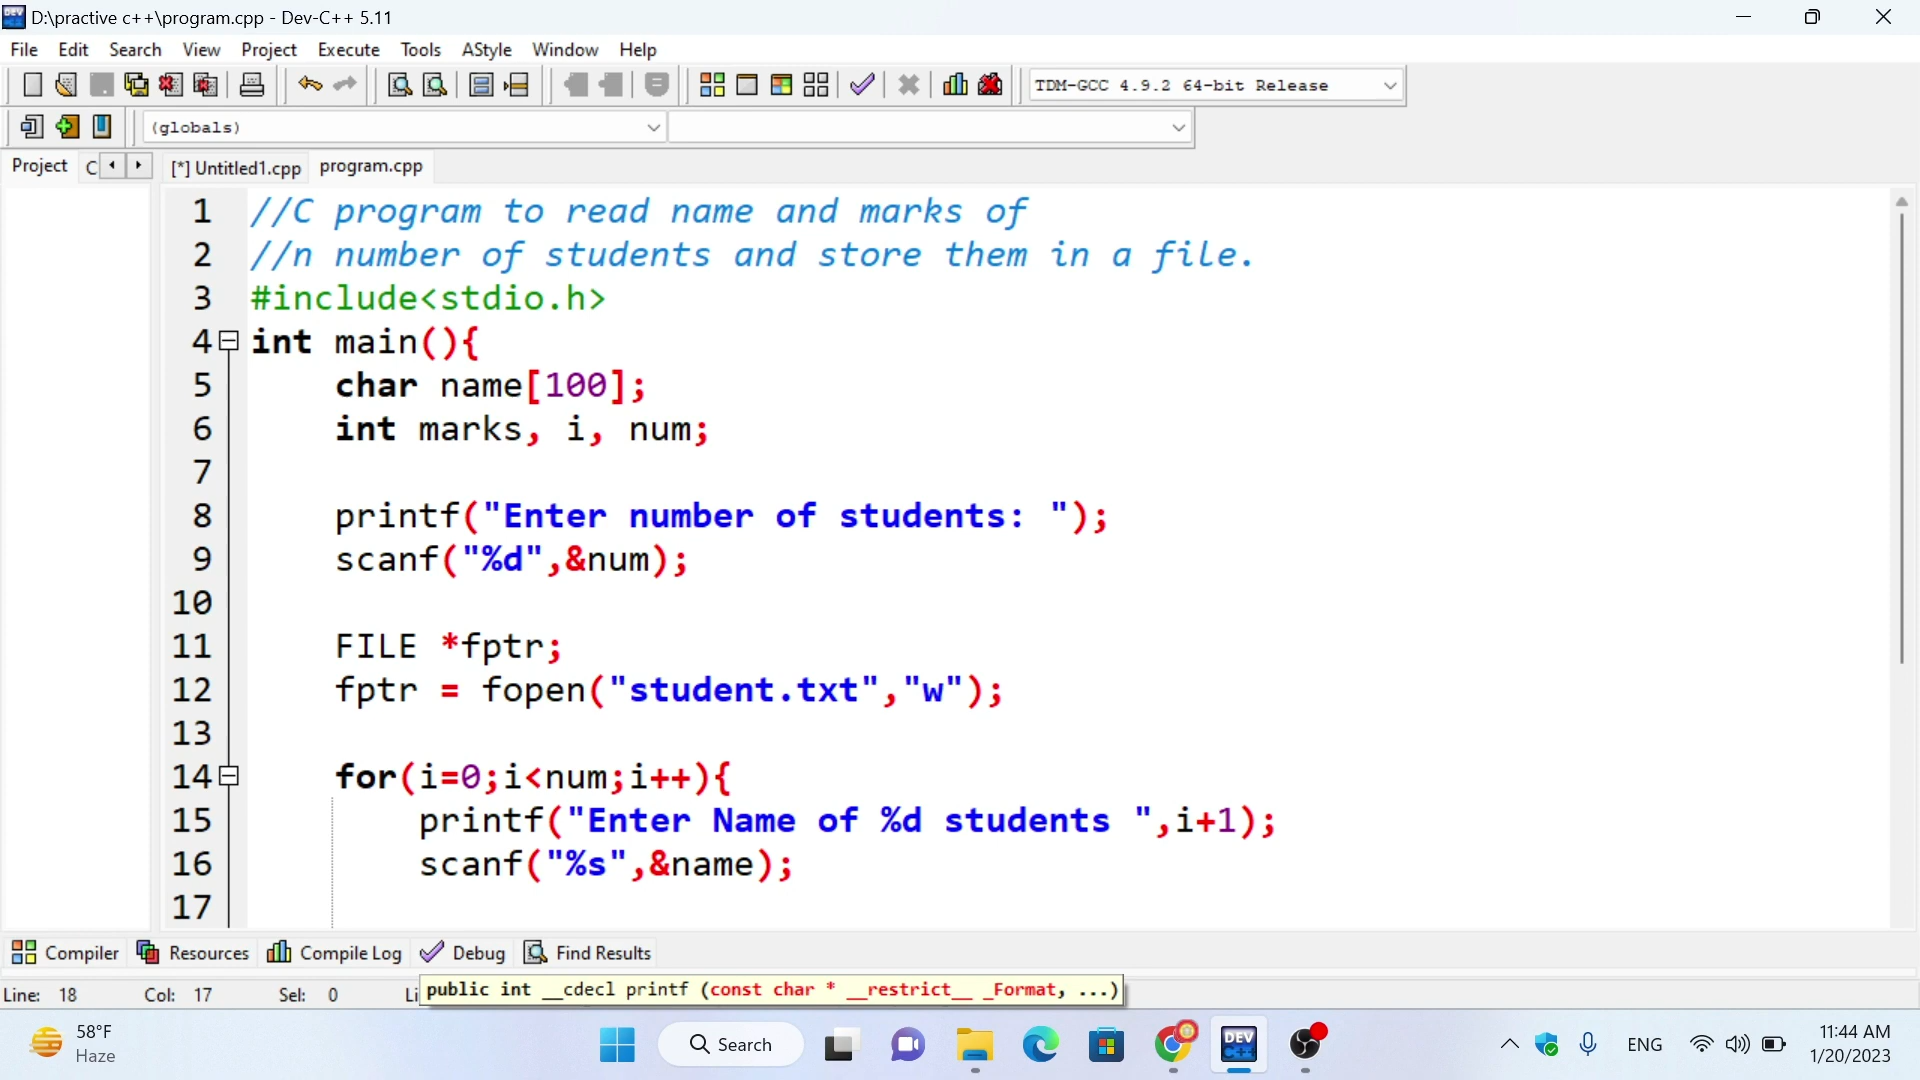 D:\practive c++\program.cpp - Dev-C++ 5.11
File Edit Search View Project Execute Tools AStyle Window Help
TDM-GCC 4.9.2 64-bit Release
(globals)
Project C [*] Untitled1.cpp program.cpp
1 //C program to read name and marks of
2 //n number of students and store them in a file.
3 #include<stdio.h>
4 int main(){
5 char name[100];
6 int marks, i, num;
7
8 printf("Enter number of students: ");
9 scanf("%d",&num);
10
11 FILE *fptr;
12 fptr = fopen("student.txt","w");
13
14 for(i=0;i<num;i++){
15 printf("Enter Name of %d students ",i+1);
16 scanf("%s",&name);
17
Compiler Resources Compile Log Debug Find Results
Line: 18 Col: 17 Sel: 0 Li public int __cdecl printf (const char * __restrict__ _Format, ...)
58°F
Haze
Search
DEV C++
ENG
11:44 AM
1/20/2023